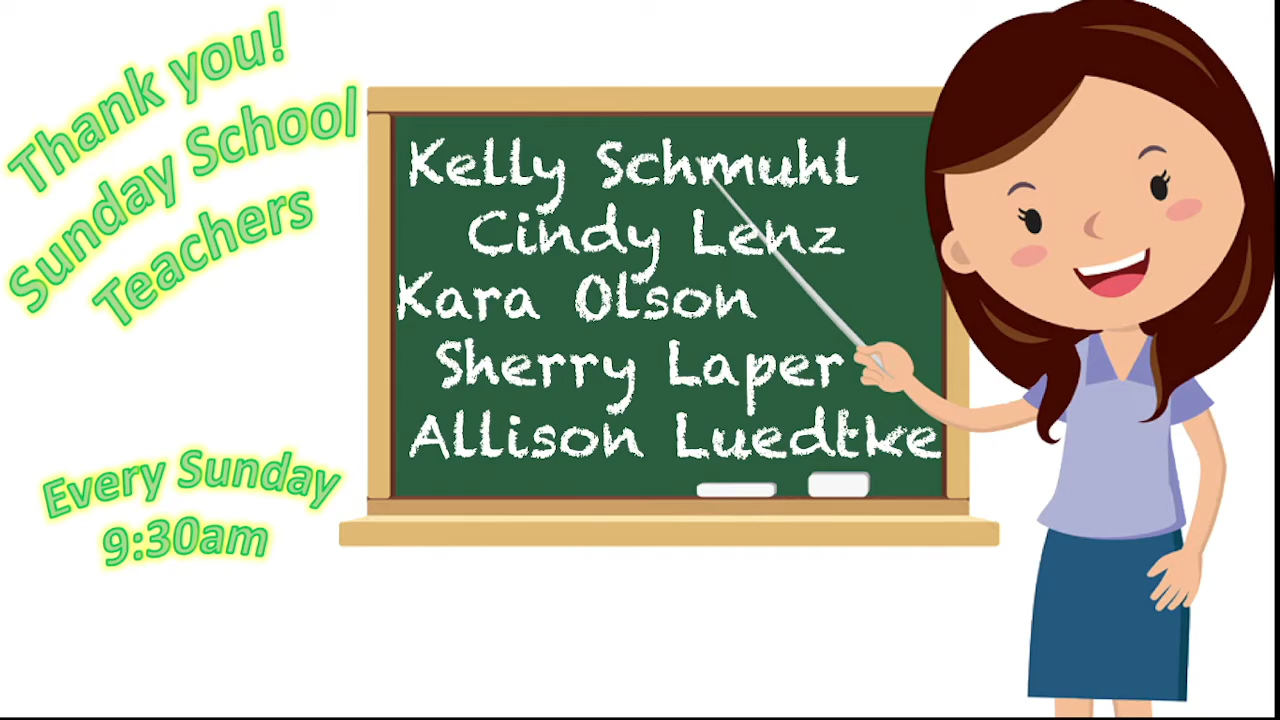 Thank you!
Sunday School
Teachers
Every Sunday
9:30am
Kelly Schmuhl
Cindy Lenz
Kara Olson
Sherry Laper
Allison Luedtke